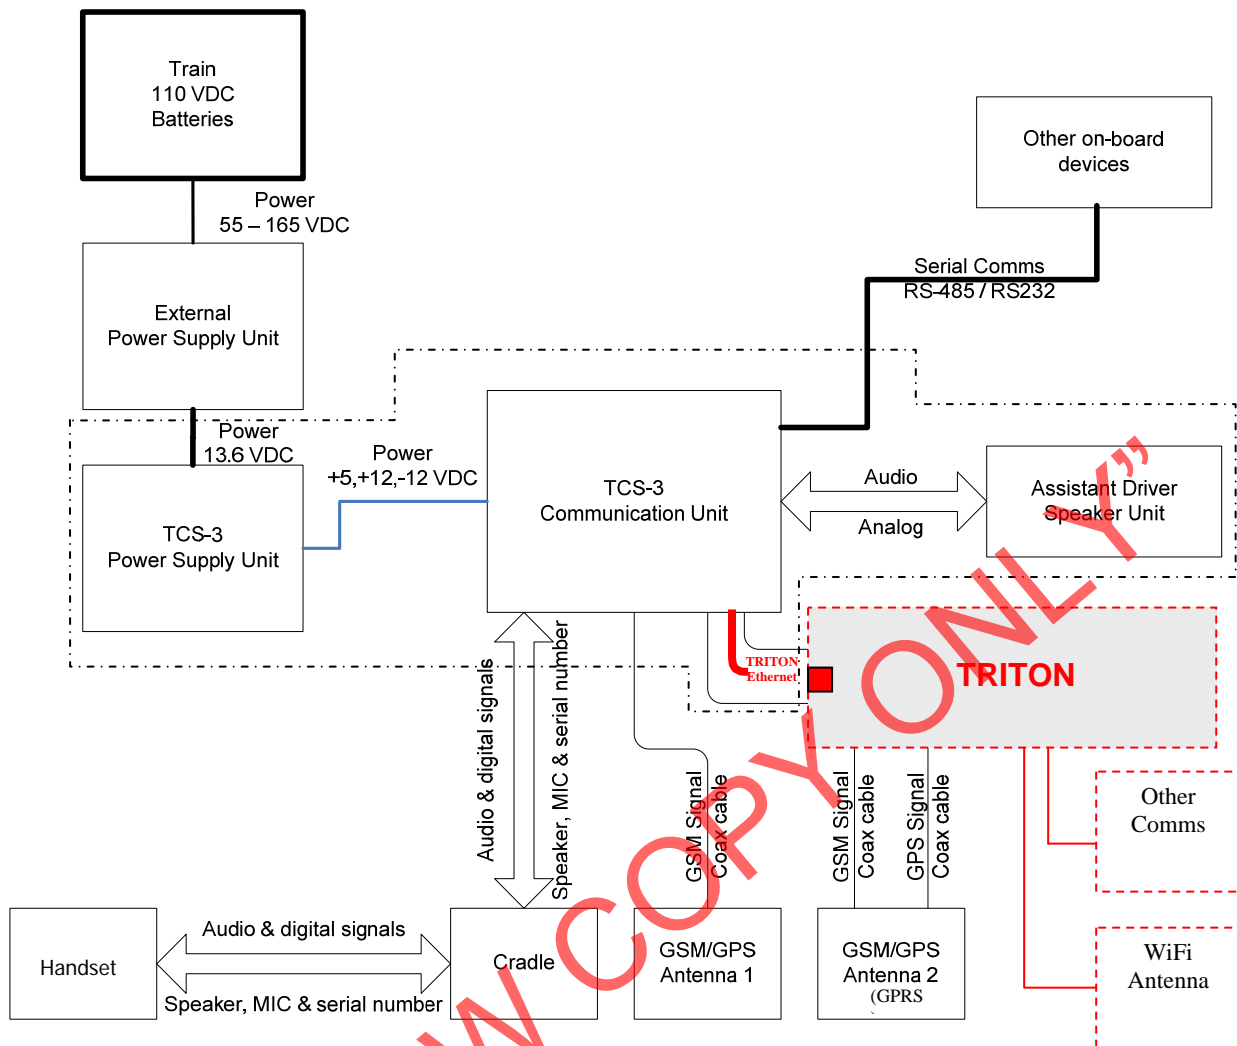 Train
110 VDC
Batteries
Power
55 – 165 VDC
External
Power Supply Unit
Power
13.6 VDC
TCS-3
Power Supply Unit
Power
+5,+12,-12 VDC
TCS-3
Communication Unit
Other on-board
devices
Serial Comms
RS-485 / RS232
Audio
Analog
Assistant Driver
Speaker Unit
TRITON
Ethernet
TRITON
Audio & digital signals
Speaker, MIC & serial number
GSM Signal
Coax cable
GSM Signal
Coax cable
GPS Signal
Coax cable
Other
Comms
WiFi
Antenna
Handset
Audio & digital signals
Speaker, MIC & serial number
Cradle
GSM/GPS
Antenna 1
GSM/GPS
Antenna 2
(GPRS
W COPY ONLY”